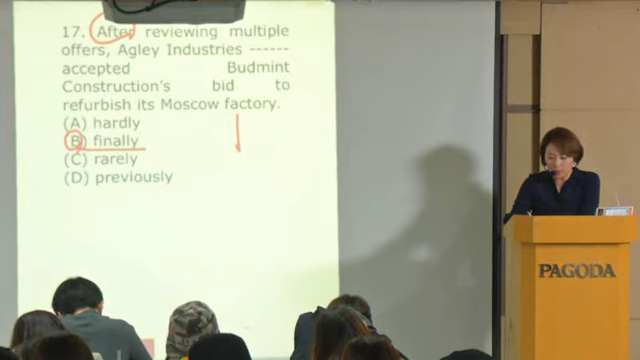 17. After reviewing multiple
offers, Agley Industries ------
accepted Budmint
Construction's bid to
refurbish its Moscow factory.
(A) hardly
(B) finally
(C) rarely
(D) previously
PAGODA